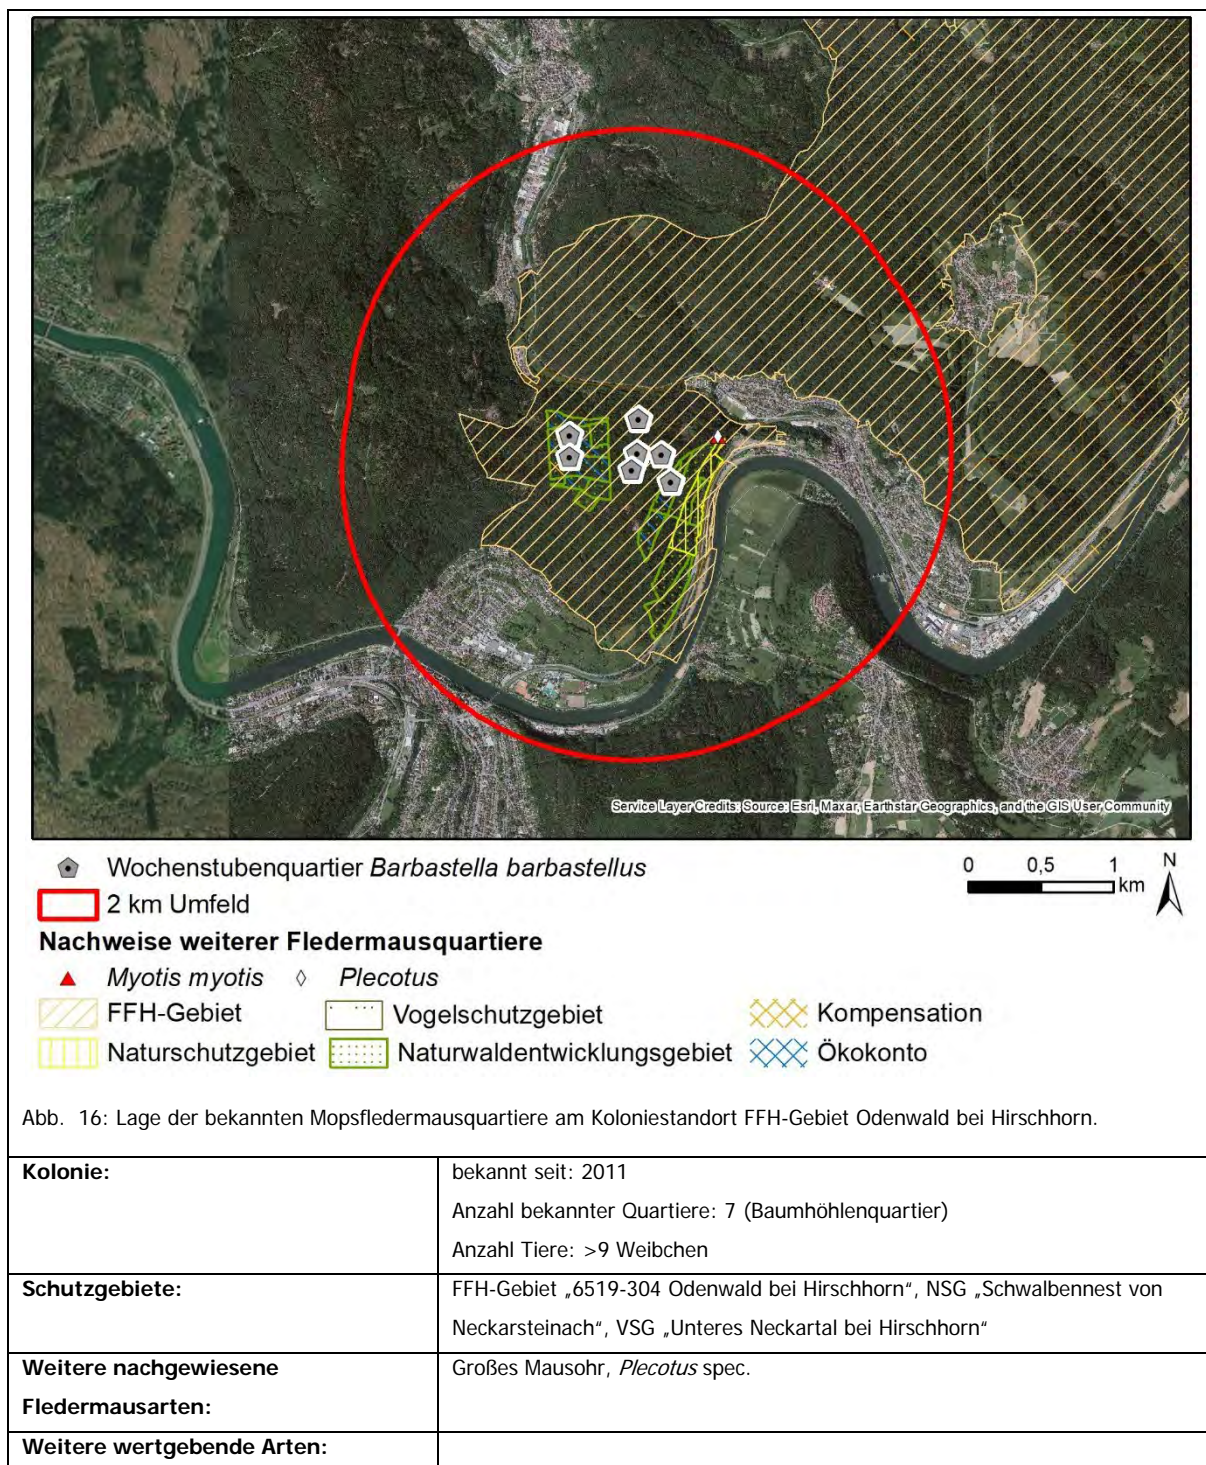 Service Layer Credits: Source: Esri, Maxar, Earthstar Geographics, and the GIS User Community
Wochenstubenquartier Barbastella barbastellus
0 0,5 1 N
km
2 km Umfeld
Nachweise weiterer Fledermausquartiere
Myotis myotis Plecotus
FFH-Gebiet Vogelschutzgebiet Kompensation
Naturschutzgebiet Naturwaldentwicklungsgebiet Ökokonto
Abb. 16: Lage der bekannten Mopsfledermausquartiere am Koloniestandort FFH-Gebiet Odenwald bei Hirschhorn.
Kolonie: bekannt seit: 2011
Anzahl bekannter Quartiere: 7 (Baumhöhlenquartier)
Anzahl Tiere: >9 Weibchen
Schutzgebiete: FFH-Gebiet „6519-304 Odenwald bei Hirschhorn“, NSG „Schwalbennest von
Neckarsteinach“, VSG „Unteres Neckartal bei Hirschhorn“
Weitere nachgewiesene Großes Mausohr, Plecotus spec.
Fledermausarten:
Weitere wertgebende Arten: